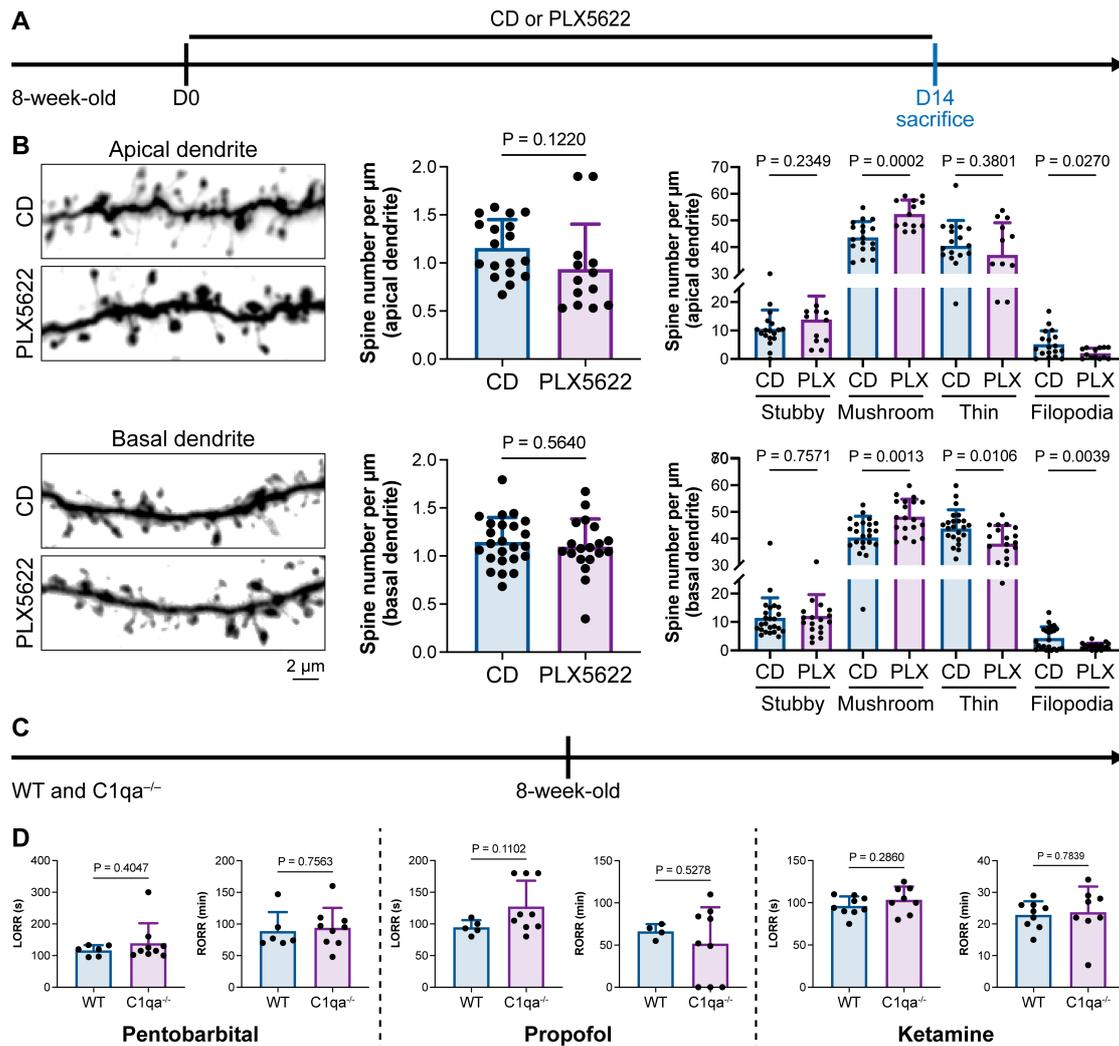 A
CD or PLX5622
8-week-old
D0
D14
sacrifice
B
Apical dendrite
CD
PLX5622
Spine number per µm
(apical dendrite)
2.0
1.5
1.0
0.5
0.0
P = 0.1220
CD PLX5622
Spine number per µm
(apical dendrite)
70
60
50
40
30
20
10
0
P = 0.2349 P = 0.0002 P = 0.3801 P = 0.0270
CD PLX CD PLX CD PLX CD PLX
Stubby Mushroom Thin Filopodia
Basal dendrite
CD
PLX5622
2 µm
Spine number per µm
(basal dendrite)
2.0
1.5
1.0
0.5
0.0
P = 0.5640
CD PLX5622
Spine number per µm
(basal dendrite)
80
60
50
40
30
20
10
0
P = 0.7571 P = 0.0013 P = 0.0106 P = 0.0039
CD PLX CD PLX CD PLX CD PLX
Stubby Mushroom Thin Filopodia
C
WT and C1qa⁻/⁻
8-week-old
D
LORR (s)
400
300
200
100
0
P = 0.4047
WT C1qa⁻/⁻
RORR (min)
200
150
100
50
0
P = 0.7563
WT C1qa⁻/⁻
Pentobarbital
LORR (s)
200
150
100
50
0
P = 0.1102
WT C1qa⁻/⁻
RORR (min)
150
100
50
0
P = 0.5278
WT C1qa⁻/⁻
Propofol
LORR (s)
150
100
50
0
P = 0.2860
WT C1qa⁻/⁻
RORR (min)
40
30
20
10
0
P = 0.7839
WT C1qa⁻/⁻
Ketamine